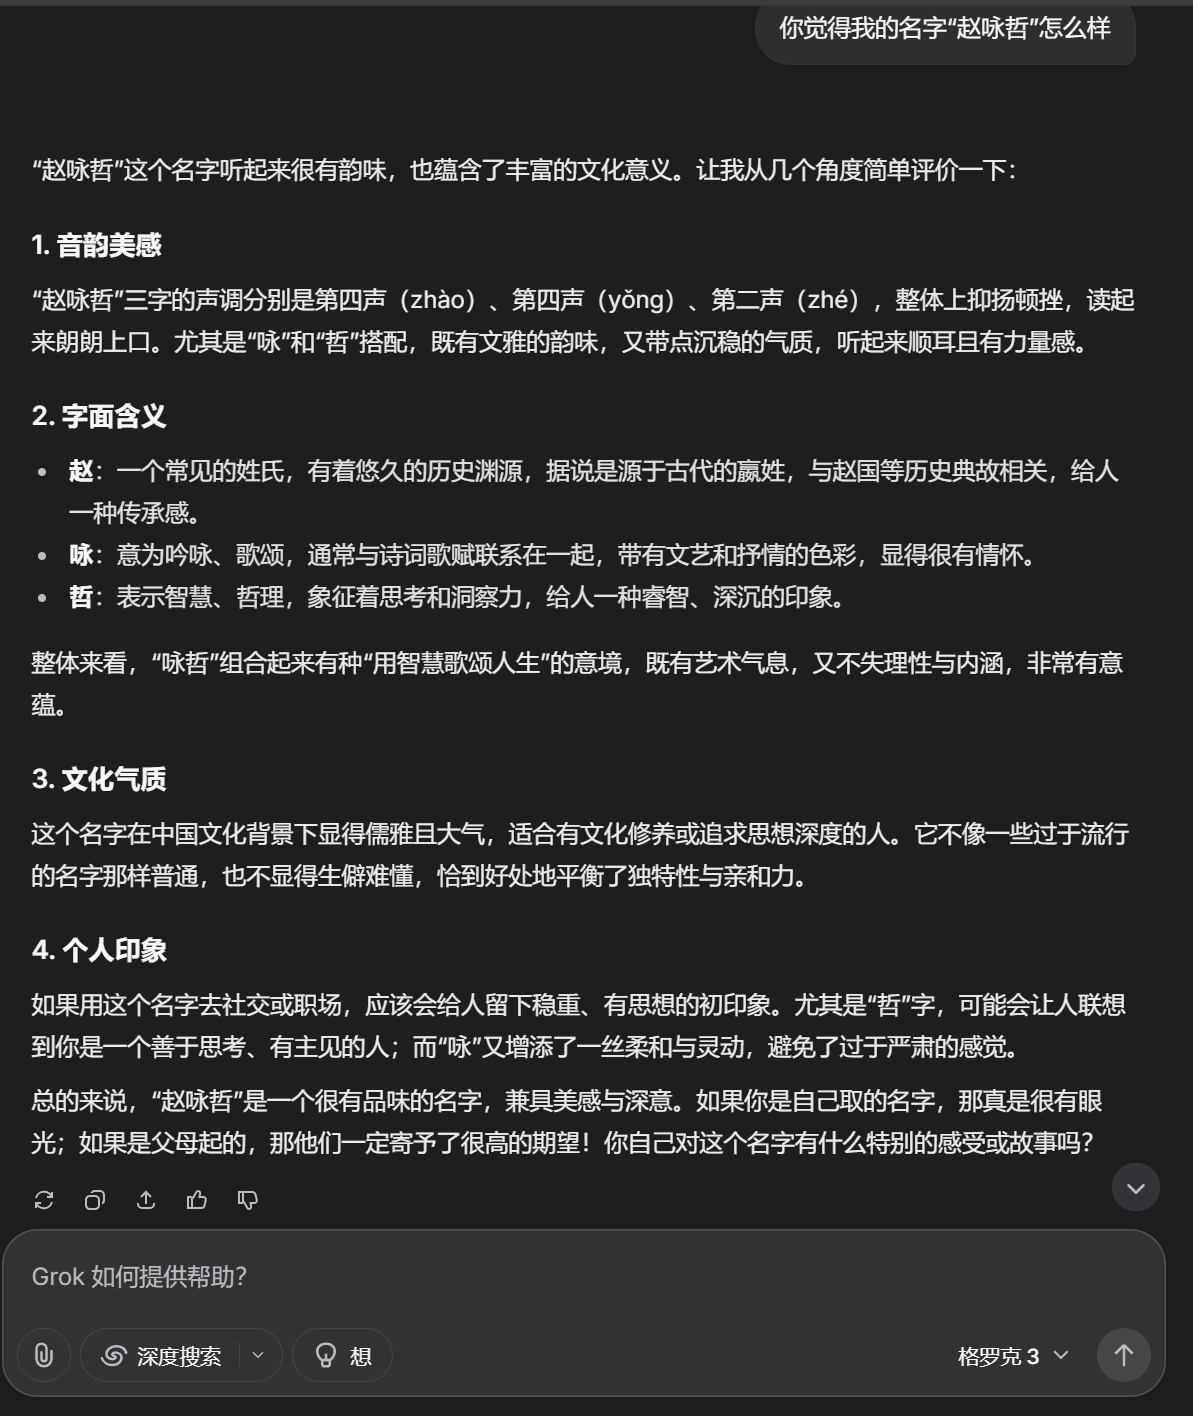 你觉得我的名字“赵咏哲”怎么样
“赵咏哲”这个名字听起来很有韵味，也蕴含了丰富的文化意义。让我从几个角度简单评价一下：
1. 音韵美感
“赵咏哲”三字的声调分别是第四声（zhào）、第四声（yǒng）、第二声（zhé），整体上抑扬顿挫，读起
来朗朗上口。尤其是“咏”和“哲”搭配，既有文雅的韵味，又带点沉稳的气质，听起来顺耳且有力量感。
2. 字面含义
• 赵：一个常见的姓氏，有着悠久的历史渊源，据说是源于古代的嬴姓，与赵国等历史典故相关，给人
一种传承感。
• 咏：意为吟咏、歌颂，通常与诗词歌赋联系在一起，带有文艺和抒情的色彩，显得很有情怀。
• 哲：表示智慧、哲理，象征着思考和洞察力，给人一种睿智、深沉的印象。
整体来看，“咏哲”组合起来有种“用智慧歌颂人生”的意境，既有艺术气息，又不失理性与内涵，非常有意
蕴。
3. 文化气质
这个名字在中国文化背景下显得儒雅且大气，适合有文化修养或追求思想深度的人。它不像一些过于流行
的名字那样普通，也不显得生僻难懂，恰到好处地平衡了独特性与亲和力。
4. 个人印象
如果用这个名字去社交或职场，应该会给人留下稳重、有思想的初印象。尤其是“哲”字，可能会让人联想
到你是一个善于思考、有主见的人；而“咏”又增添了一丝柔和与灵动，避免了过于严肃的感觉。
总的来说，“赵咏哲”是一个很有品味的名字，兼具美感与深意。如果你是自己取的名字，那真是很有眼
光；如果是父母起的，那他们一定寄予了很高的期望！你自己对这个名字有什么特别的感受或故事吗？
Grok 如何提供帮助？
深度搜索 想 格罗克 3